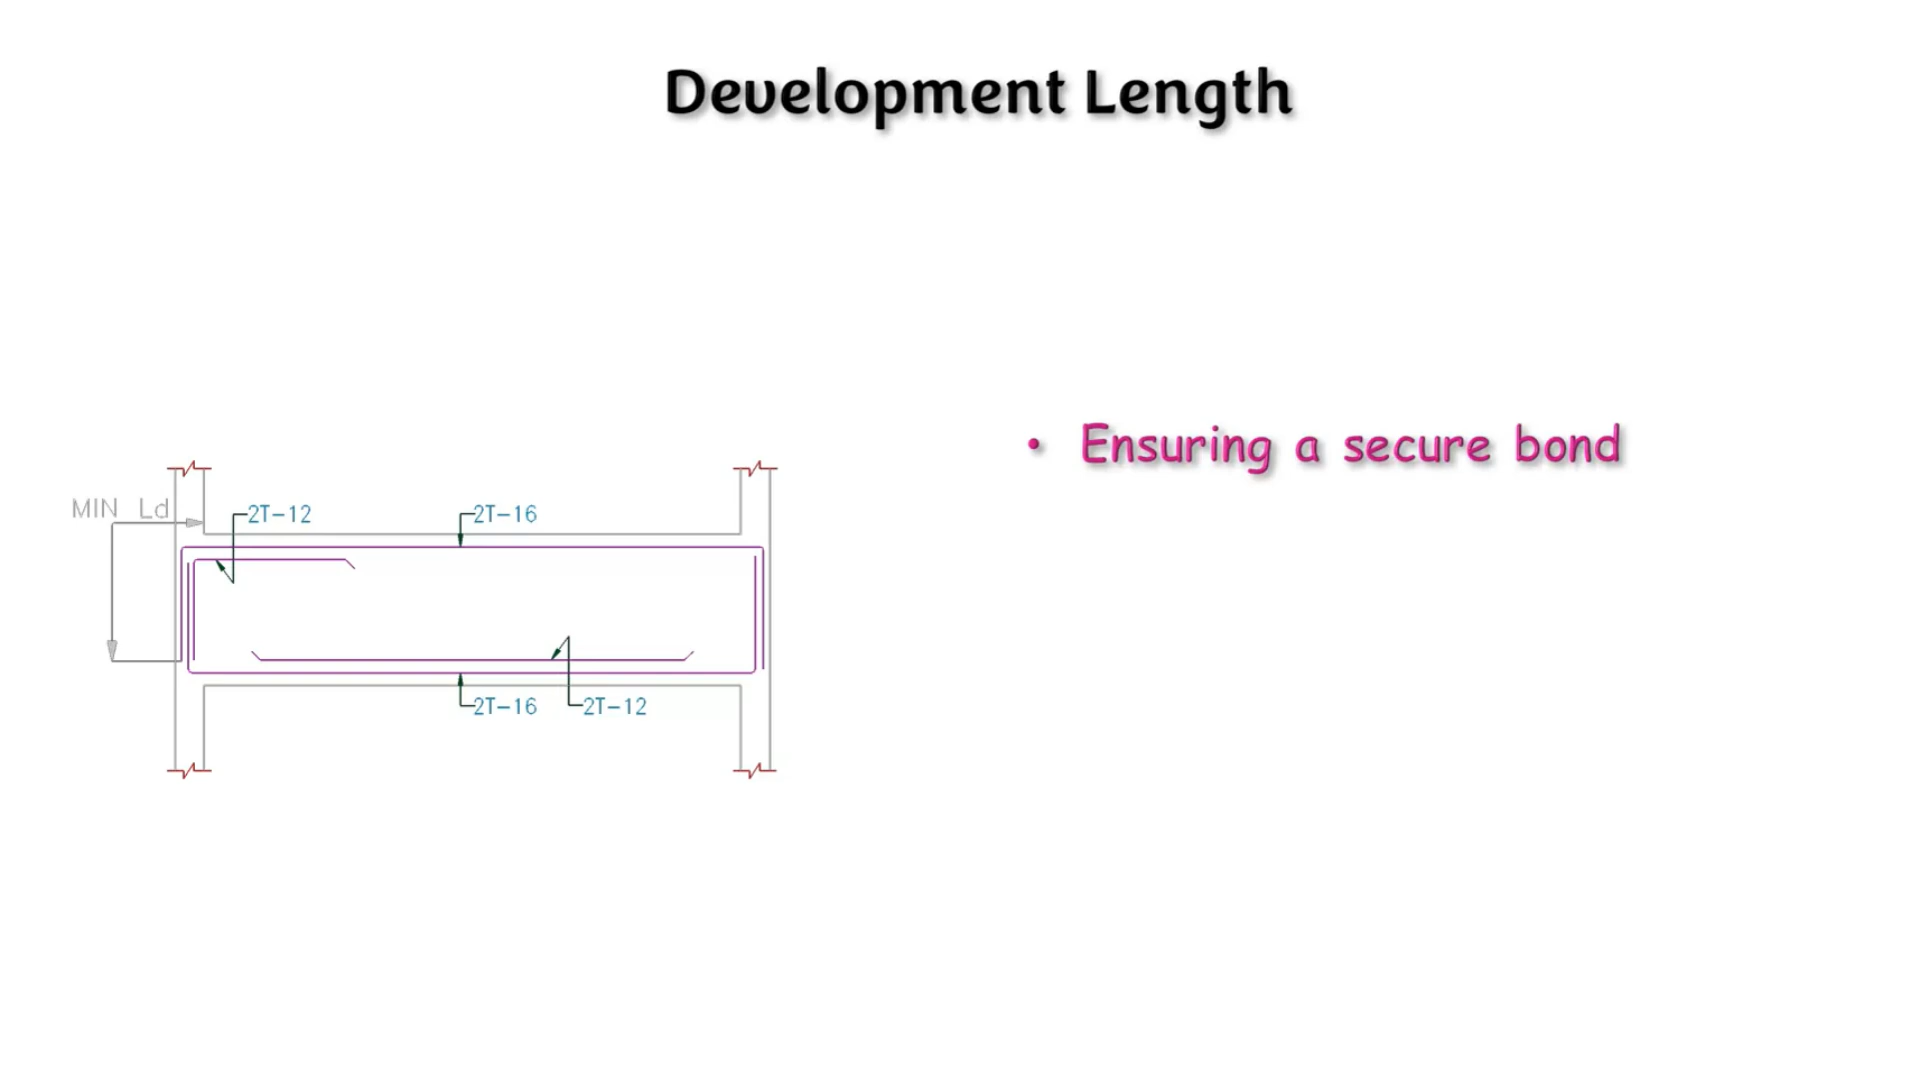 Development Length
• Ensuring a secure bond
MIN Ld
2T-12
2T-16
2T-16
2T-12